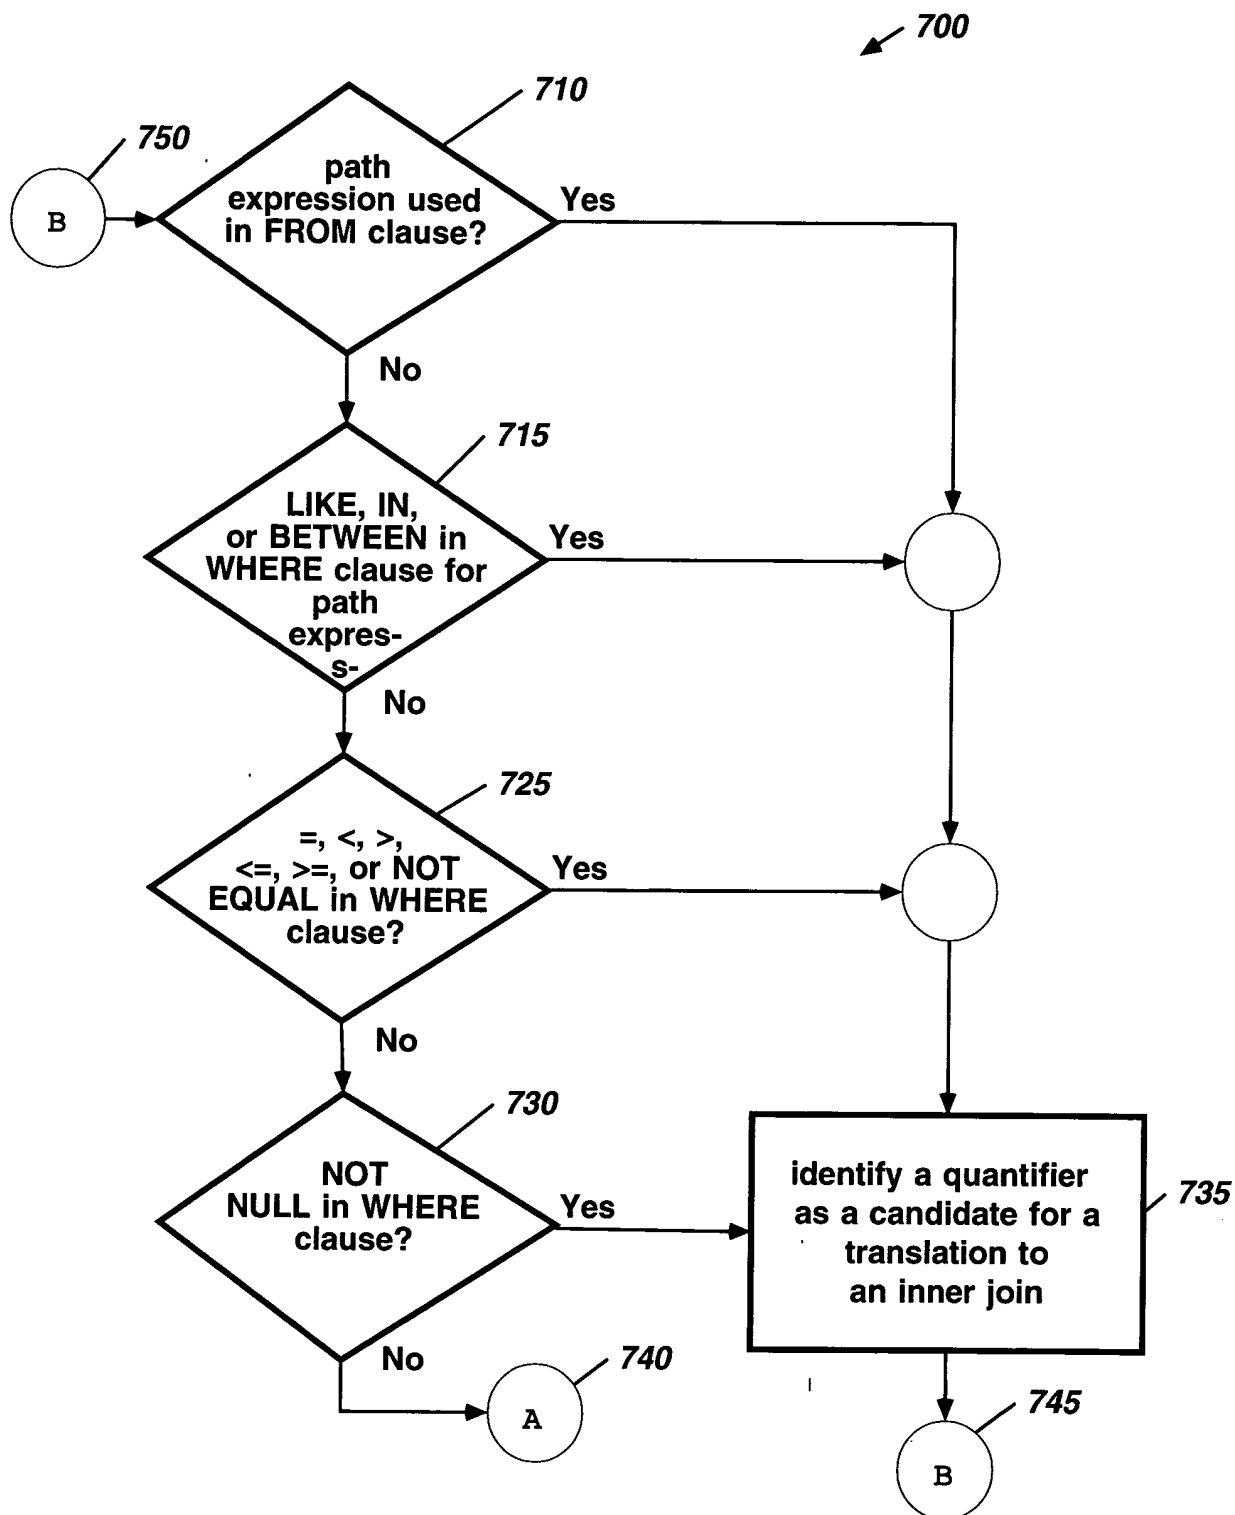 700
710
750
path
expression used
in FROM clause?
Yes
B
No
715
LIKE, IN,
or BETWEEN in
WHERE clause for
path
expres-
s-
Yes
No
725
=, <, >,
<=, >=, or NOT
EQUAL in WHERE
clause?
Yes
No
730
NOT
NULL in WHERE
clause?
Yes
identify a quantifier
as a candidate for a
translation to
an inner join
735
No
740
A
745
B